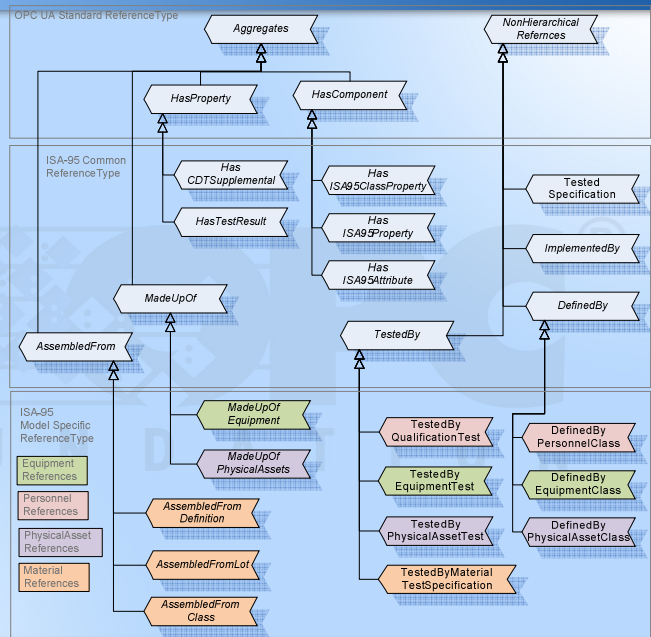 OPC UA Standard ReferenceType
Aggregates
NonHierarchical
Refernces
HasProperty
HasComponent
ISA-95 Common
ReferenceType
Has
CDTSupplemental
HasTestResult
Has
ISA95ClassProperty
Has
ISA95Property
Has
ISA95Attribute
Tested
Specification
ImplementedBy
DefinedBy
MadeUpOf
AssembledFrom
TestedBy
ISA-95
Model Specific
ReferenceType
Equipment
References
Personnel
References
PhysicalAsset
References
Material
References
MadeUpOf
Equipment
MadeUpOf
PhysicalAssets
AssembledFrom
Definition
AssembledFromLot
AssembledFrom
Class
TestedBy
QualificationTest
TestedBy
EquipmentTest
TestedBy
PhysicalAssetTest
TestedByMaterial
TestSpecification
DefinedBy
PersonnelClass
DefinedBy
EquipmentClass
DefinedBy
PhysicalAssetClass